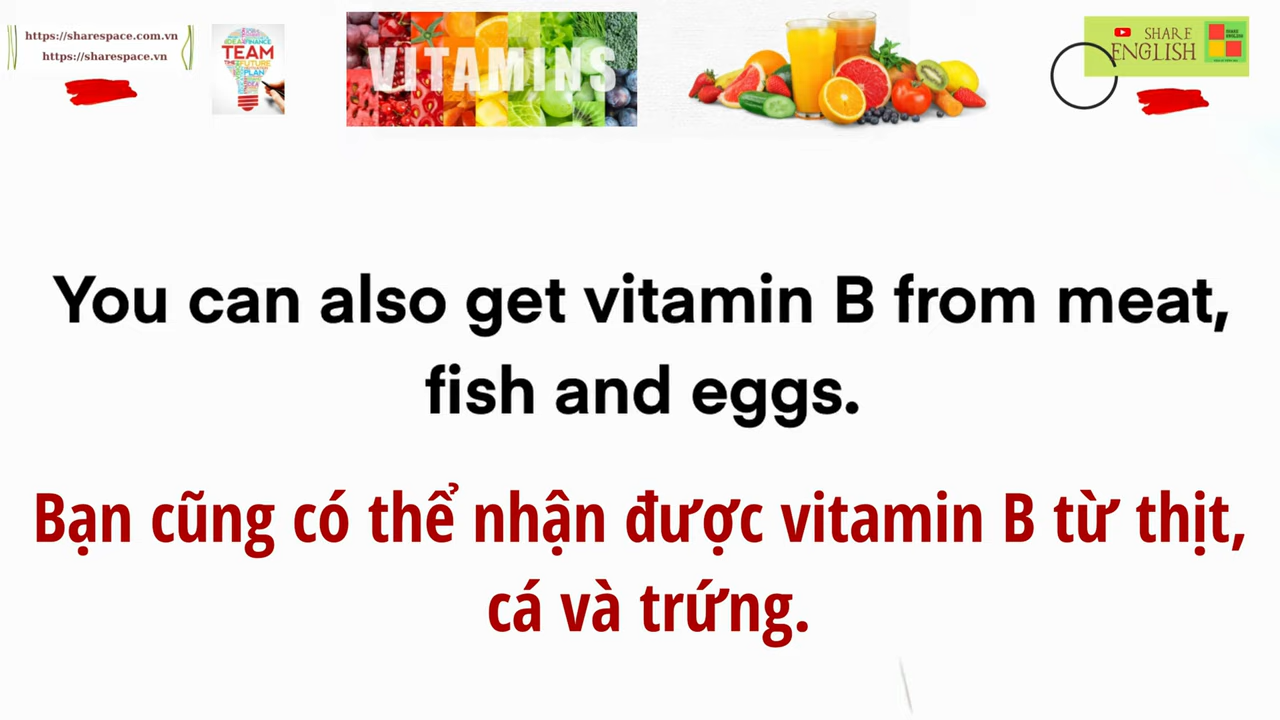 https://sharespace.com.vn
https://sharespace.vn
TEAM
PLAN
VITAMINS
SHARE
ENGLISH
You can also get vitamin B from meat,
fish and eggs.
Bạn cũng có thể nhận được vitamin B từ thịt,
cá và trứng.